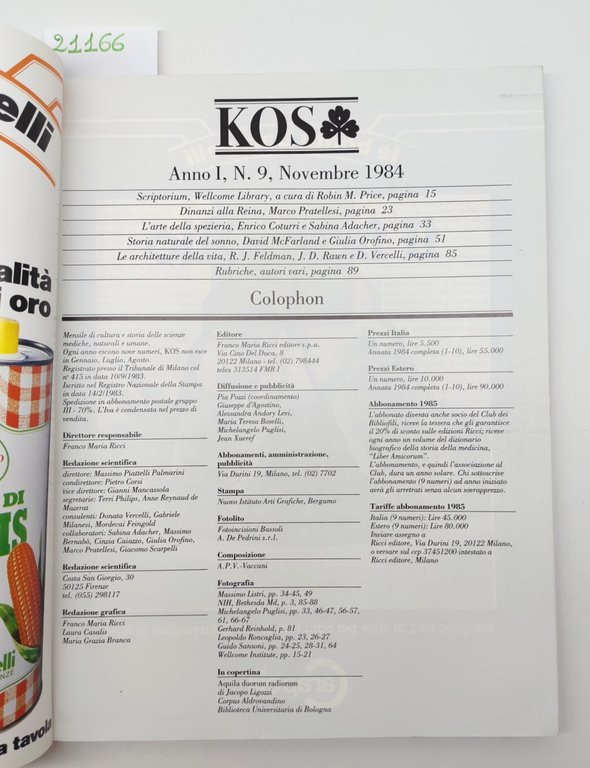 21166
elli
KOS
Anno I, N. 9, Novembre 1984
Scriptorium, Wellcome Library, a cura di Robin M. Price, pagina 15
Dinanzi alla Reina, Marco Pratellesi, pagina 23
L'arte della spezieria, Enrico Coturri e Sabina Adacher, pagina 33
Storia naturale del sonno, David McFarland e Giulia Orofino, pagina 51
Le architetture della vita, R. J. Feldman, J. D. Rawn e D. Vercelli, pagina 85
Rubriche, autori vari, pagina 89
Colophon
alità
i oro
DI
IS
elli
a tavola
Mensile di cultura e storia delle scienze
mediche, naturali e umane.
Ogni anno escono nove numeri, KOS non esce
in Gennaio, Luglio, Agosto.
Registrato presso il Tribunale di Milano col
n° 415 in data 10/9/1983.
Iscritto nel Registro Nazionale della Stampa
in data 14/2/1983.
Spedizione in abbonamento postale gruppo
III - 70%. L'Iva è condensata nel prezzo di
vendita.
Direttore responsabile
Franco Maria Ricci
Redazione scientifica
direttore: Massimo Piattelli Palmarini
condirettore: Pietro Corsi
vice direttore: Gianni Mancassola
segretarie: Terri Philips, Anne Reynaud de
Mazerat
consulenti: Donata Vercelli, Gabriele
Milanesi, Mordecai Feingold
collaboratori: Sabina Adacher, Massimo
Bernabò, Cinzia Caiazzo, Giulia Orofino,
Marco Pratellesi, Giacomo Scarpelli
Redazione scientifica
Costa San Giorgio, 30
50125 Firenze
tel. (055) 298117
Redazione grafica
Franco Maria Ricci
Laura Casalis
Maria Grazia Branca
Editore
Franco Maria Ricci editore s.p.a.
Via Cino Del Duca, 8
20122 Milano - tel. (02) 798444
telex 313514 FMR I
Diffusione e pubblicità
Pia Pozzi (coordinamento)
Giuseppe d'Agostino,
Alessandra Andory Levi,
Maria Teresa Boselli,
Michelangelo Puglisi,
Jean Xueref
Abbonamenti, amministrazione,
pubblicità
Via Durini 19, Milano, tel. (02) 7702
Stampa
Nuovo Istituto Arti Grafiche, Bergamo
Fotolito
Fotoincisioni Bassoli
A. De Pedrini s.r.l.
Composizione
A.P.V.-Vaccani
Fotografia
Massimo Listri, pp. 34-45, 49
NIH, Bethesda Md, p. 3, 85-88
Michelangelo Puglisi, pp. 33, 46-47, 56-57,
61, 66-67
Gerhard Reinhold, p. 81
Leopoldo Roncaglia, pp. 23, 26-27
Guido Sansoni, pp. 24-25, 28-31, 64
Wellcome Institute, pp. 15-21
In copertina
Aquila duorum radiorum
di Jacopo Ligozzi
Corpus Aldrovandino
Biblioteca Universitaria di Bologna
Prezzi Italia
Un numero, lire 5.500
Annata 1984 completa (1-10), lire 55.000
Prezzi Estero
Un numero, lire 10.000
Annata 1984 completa (1-10), lire 90.000
Abbonamento 1985
L'abbonato diventa anche socio del Club dei
Bibliofili, riceve la tessera che gli garantisce
il 20% di sconto sulle edizioni Ricci; riceve
ogni anno un volume del dizionario
biografico della storia della medicina,
"Liber Amicorum".
L'abbonamento, e quindi l'associazione al
Club, dura un anno solare. Chi sottoscrive
l'abbonamento (9 numeri) ad anno iniziato
avrà gli arretrati senza alcun sovrapprezzo.
Tariffe abbonamento 1985
Italia (9 numeri): Lire 45.000
Estero (9 numeri): Lire 80.000
Inviare assegno a
Ricci editore, Via Durini 19, 20122 Milano,
o versare sul ccp 37451200 intestato a
Ricci editore, Milano